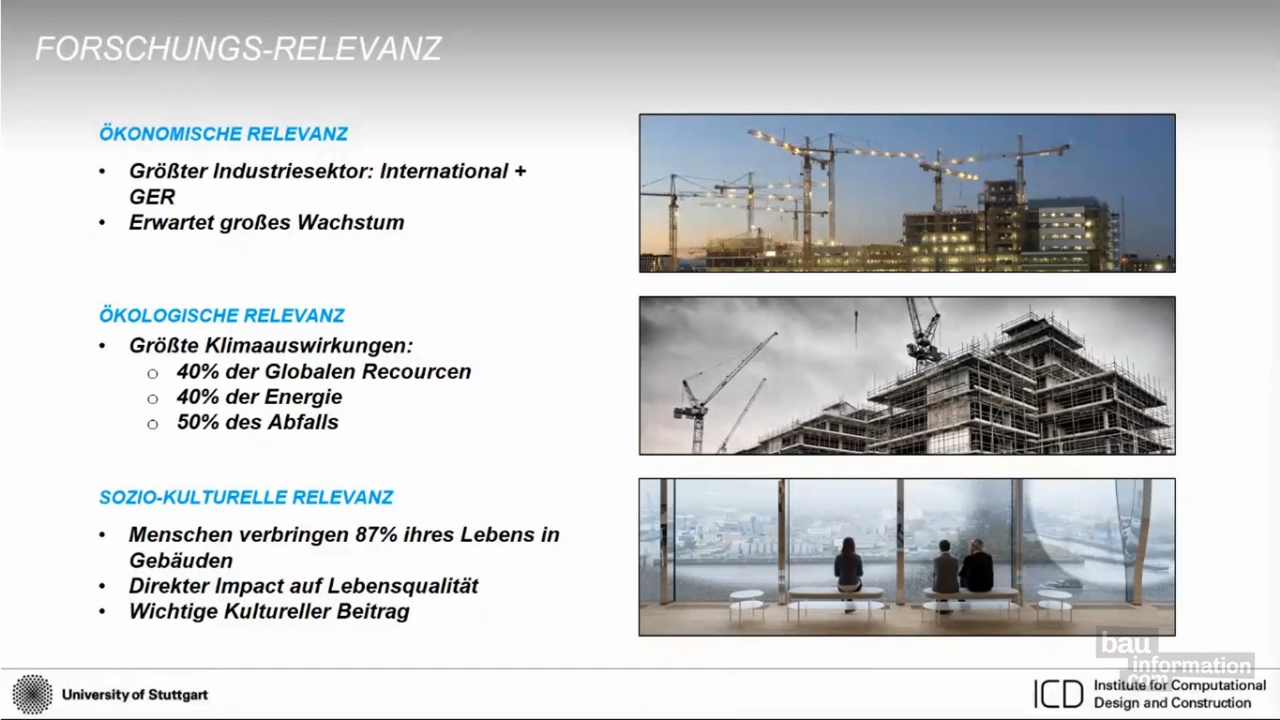 FORSCHUNGS-RELEVANZ
ÖKONOMISCHE RELEVANZ
• Größter Industriesektor: International +
GER
• Erwartet großes Wachstum
ÖKOLOGISCHE RELEVANZ
• Größte Klimaauswirkungen:
o 40% der Globalen Recourcen
o 40% der Energie
o 50% des Abfalls
SOZIO-KULTURELLE RELEVANZ
• Menschen verbringen 87% ihres Lebens in
Gebäuden
• Direkter Impact auf Lebensqualität
• Wichtige Kultureller Beitrag
bau
information
com
University of Stuttgart
ICD Institute for Computational
Design and Construction